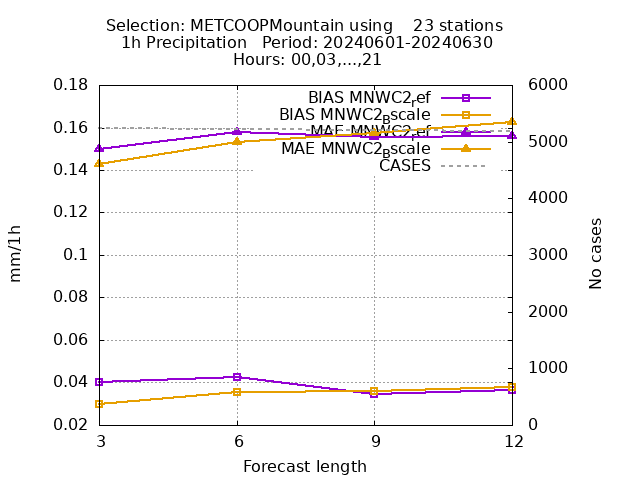 Selection: METCOOPMountain using 23 stations
1h Precipitation Period: 20240601-20240630
Hours: 00,03,...,21
0.18
0.16
0.14
0.12
0.1
0.08
0.06
0.04
0.02
6000
5000
4000
3000
2000
1000
0
BIAS MNWC2_ref
BIAS MNWC2_Bscale
MAE MNWC2_ref
MAE MNWC2_Bscale
CASES
mm/1h
No cases
3
6
9
12
Forecast length